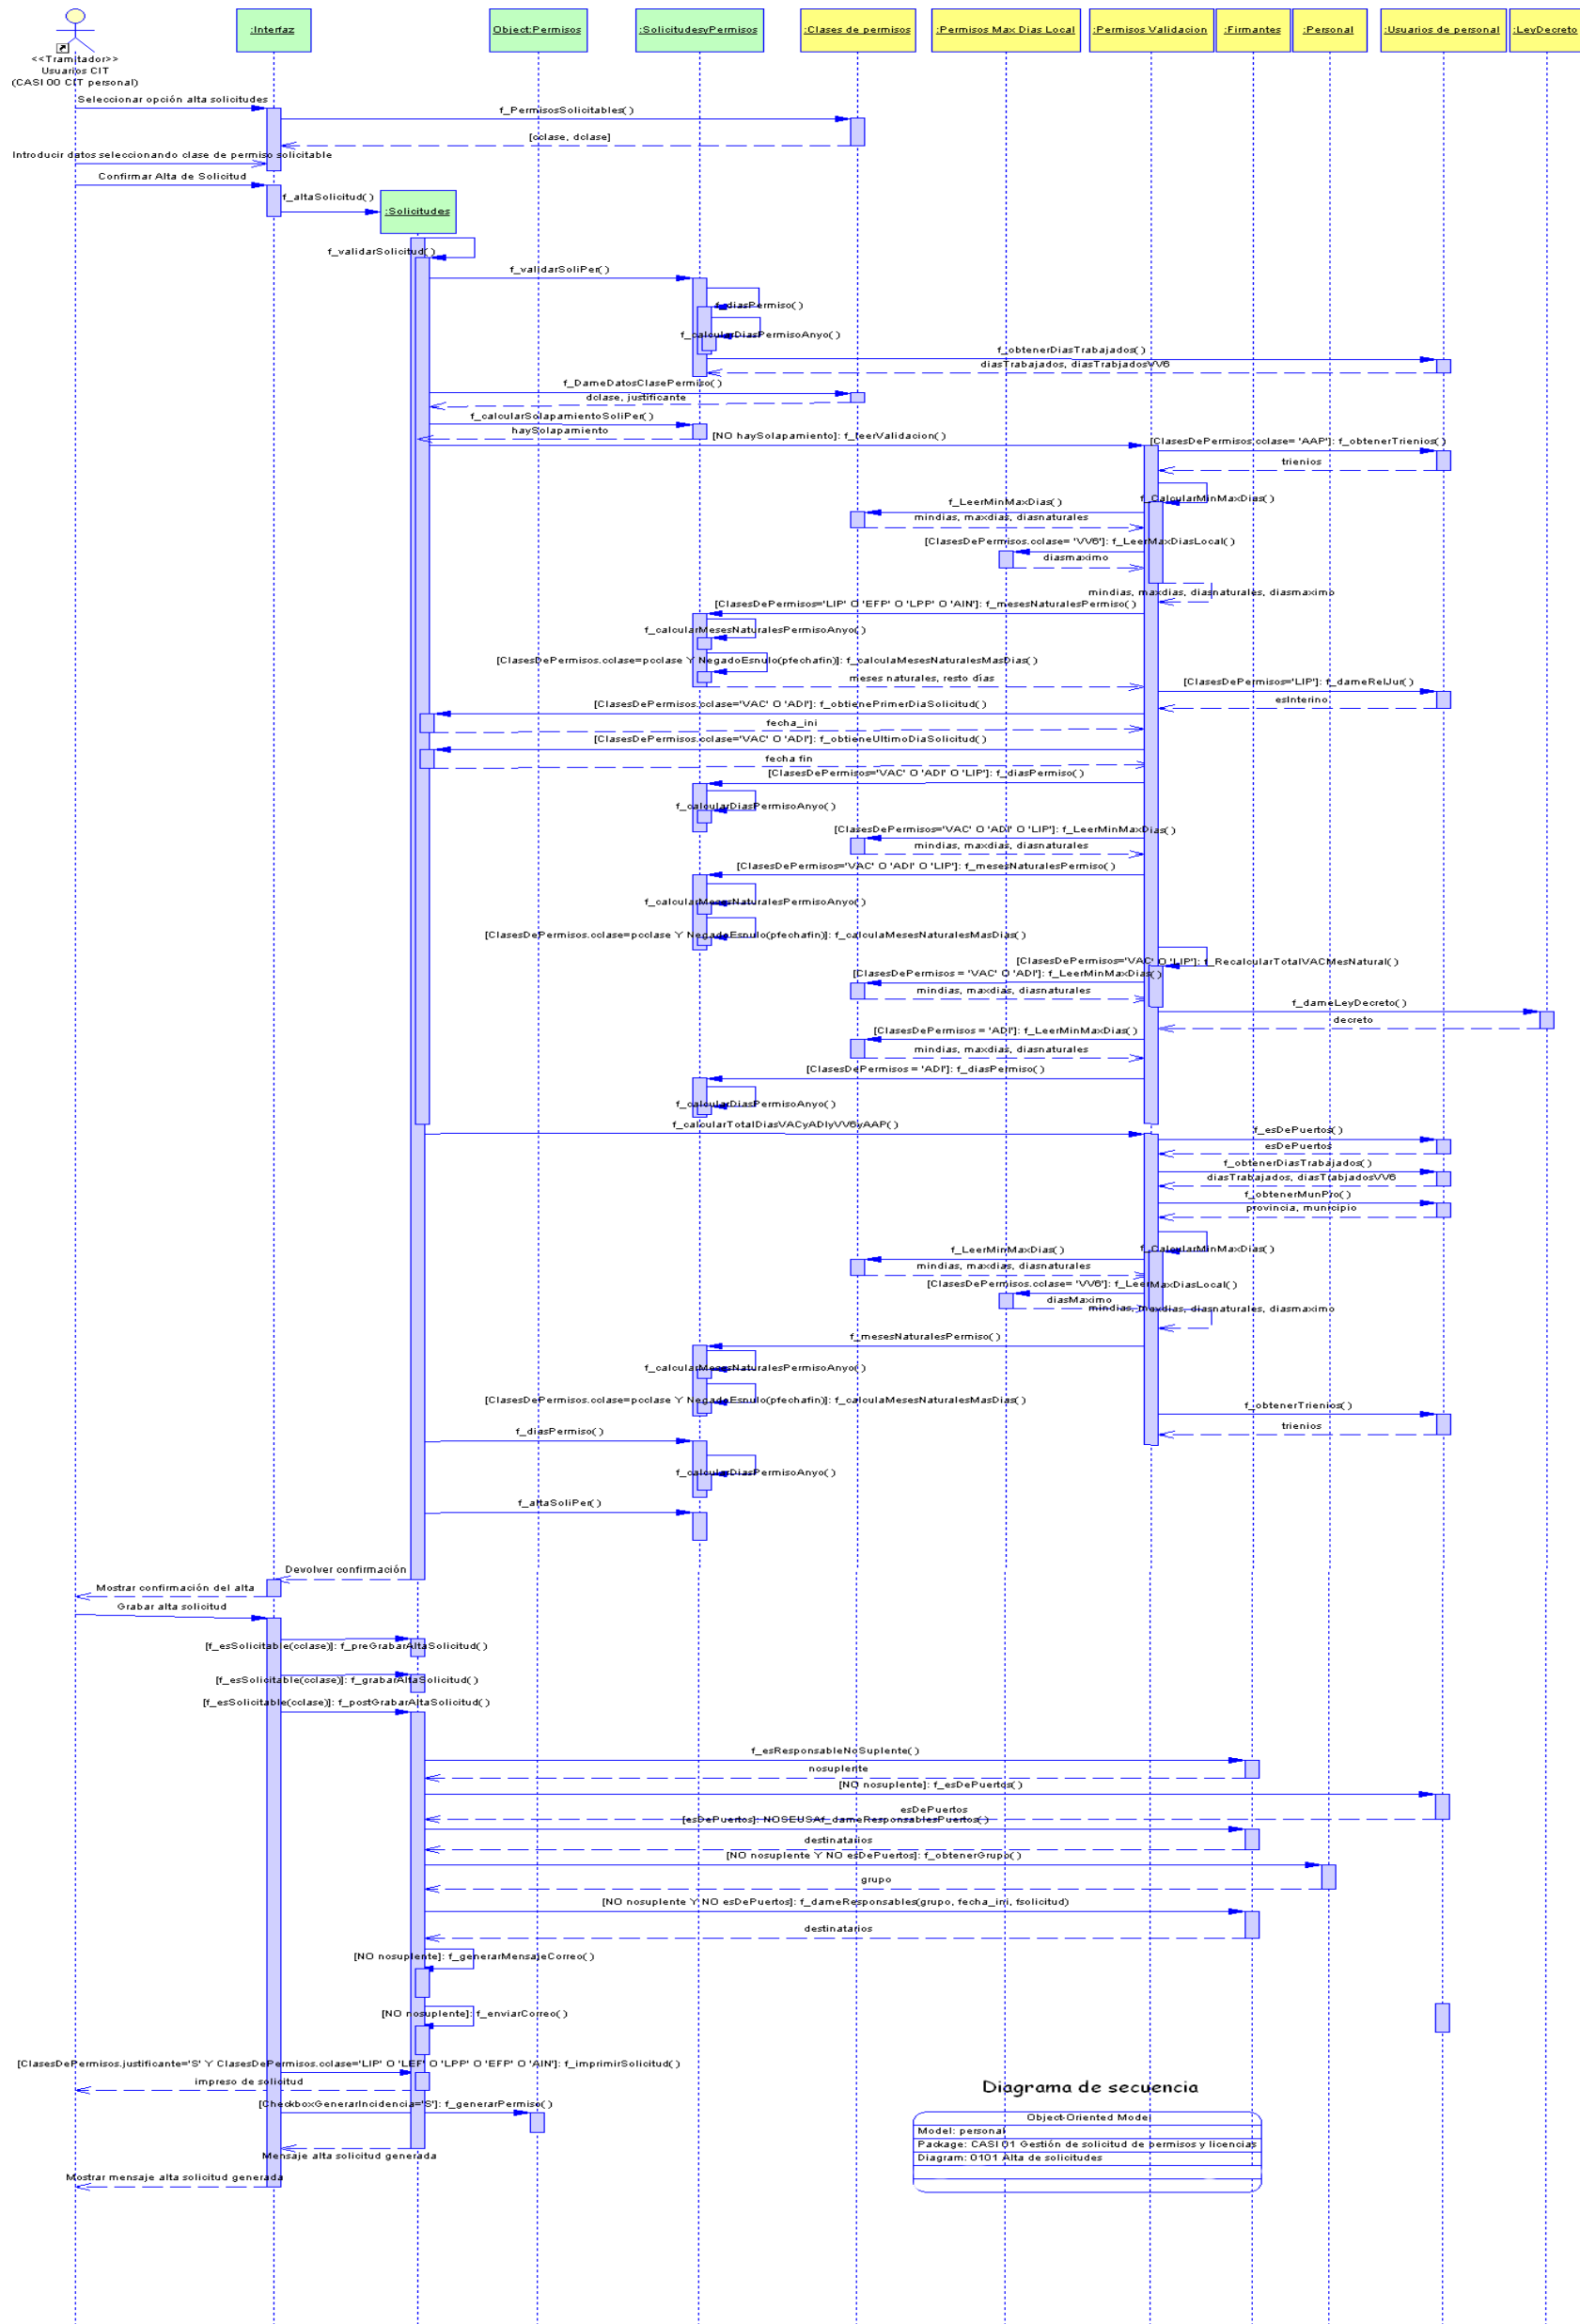 :Interfaz
Object:Permisos
:SolicitudesyPermisos
:Clases de permisos
:Permisos Max Dias Local
:Permisos Validacion
:Firmantes
:Personal
:Usuarios de personal
:LeyDecreto
<<Tramitador>>
Usuarios CIT
(CASI 00 CIT personal)
Seleccionar opción alta solicitudes
f_PermisosSolicitables()
[cclase, dclase]
Introducir datos seleccionando clase de permiso solicitable
Confirmar Alta de Solicitud
f_altaSolicitud()
:Solicitudes
f_validarSolicitud()
f_validarSoliPer()
f_diasPermiso()
f_calcularDiasPermisoAnyo()
f_obtenerDiasTrabajados()
diasTrabajados, diasTrabjadosVV6
f_DameDatosClasePermiso()
dclase, justificante
f_calcularSolapamientoSoliPer()
haySolapamiento
[NO haySolapamiento]: f_leerValidacion()
[ClasesDePermisos.cclase= 'AAP']: f_obtenerTrienios()
trienios
f_CalcularMinMaxDias()
f_LeerMinMaxDias()
mindias, maxdias, diasnaturales
[ClasesDePermisos.cclase= 'VV6']: f_LeerMaxDiasLocal()
diasmaximo
mindias, maxdias, diasnaturales, diasmaximo
[ClasesDePermisos='LIP' O 'EFP' O 'LPP' O 'AIN']: f_mesesNaturalesPermiso()
f_calcularMesesNaturalesPermisoAnyo()
[ClasesDePermisos.cclase=pcclase Y NegadoEsnulo(pfechafin)]: f_calculaMesesNaturalesMasDias()
meses naturales, resto días
[ClasesDePermisos='LIP']: f_dameRelJur()
esInterino
[ClasesDePermisos.cclase='VAC' O 'ADI']: f_obtienePrimerDiaSolicitud()
fecha_ini
[ClasesDePermisos.cclase='VAC' O 'ADI']: f_obtieneUltimoDiaSolicitud()
fecha fin
[ClasesDePermisos='VAC' O 'ADI' O 'LIP']: f_diasPermiso()
f_calcularDiasPermisoAnyo()
[ClasesDePermisos='VAC' O 'ADI' O 'LIP']: f_LeerMinMaxDias()
mindias, maxdias, diasnaturales
[ClasesDePermisos='VAC' O 'ADI' O 'LIP']: f_mesesNaturalesPermiso()
f_calcularMesesNaturalesPermisoAnyo()
[ClasesDePermisos.cclase=pcclase Y NegadoEsnulo(pfechafin)]: f_calculaMesesNaturalesMasDias()
[ClasesDePermisos='VAC' O 'LIP']: f_RecalcularTotalVACMesNatural()
[ClasesDePermisos = 'VAC' O 'ADI']: f_LeerMinMaxDias()
mindias, maxdias, diasnaturales
f_dameLeyDecreto()
decreto
[ClasesDePermisos = 'ADI']: f_LeerMinMaxDias()
mindias, maxdias, diasnaturales
[ClasesDePermisos = 'ADI']: f_diasPermiso()
f_calcularDiasPermisoAnyo()
f_calcularTotalDiasVACyADIyVV6yAAP()
f_esDePuertos()
esDePuertos
f_obtenerDiasTrabajados()
diasTrabajados, diasTrabjadosVV6
f_obtenerMunPro()
provincia, municipio
f_CalcularMinMaxDias()
f_LeerMinMaxDias()
mindias, maxdias, diasnaturales
[ClasesDePermisos.cclase= 'VV6']: f_LeerMaxDiasLocal()
diasMaximo
mindias, maxdias, diasnaturales, diasmaximo
f_mesesNaturalesPermiso()
f_calcularMesesNaturalesPermisoAnyo()
[ClasesDePermisos.cclase=pcclase Y NegadoEsnulo(pfechafin)]: f_calculaMesesNaturalesMasDias()
f_obtenerTrienios()
trienios
f_diasPermiso()
f_calcularDiasPermisoAnyo()
f_altaSoliPer()
Devolver confirmación
Mostrar confirmación del alta
Grabar alta solicitud
[f_esSolicitable(cclase)]: f_preGrabarAltaSolicitud()
[f_esSolicitable(cclase)]: f_grabarAltaSolicitud()
[f_esSolicitable(cclase)]: f_postGrabarAltaSolicitud()
f_esResponsableNoSuplente()
nosuplente
[NO nosuplente]: f_esDePuertos()
esDePuertos
[esDePuertos]: NOSEUSAf_dameResponsablesPuertos()
destinatarios
[NO nosuplente Y NO esDePuertos]: f_obtenerGrupo()
grupo
[NO nosuplente Y NO esDePuertos]: f_dameResponsables(grupo, fecha_ini, fsolicitud)
destinatarios
[NO nosuplente]: f_generarMensajeCorreo()
[NO nosuplente]: f_enviarCorreo()
[ClasesDePermisos.justificante='S' Y ClasesDePermisos.cclase='LIP' O 'LEF' O 'LPP' O 'EFP' O 'AIN']: f_imprimirSolicitud()
impreso de solicitud
[CheckboxGenerarIncidencia='S']: f_generarPermiso()
Mensaje alta solicitud generada
Mostrar mensaje alta solicitud generada
Diagrama de secuencia
Object-Oriented Model
Model: personal
Package: CASI 01 Gestión de solicitud de permisos y licencias
Diagram: 0101 Alta de solicitudes